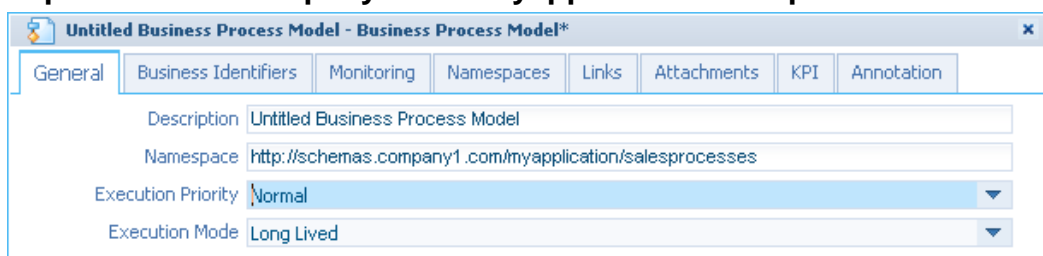 Untitled Business Process Model - Business Process Model*
General Business Identifiers Monitoring Namespaces Links Attachments KPI Annotation
Description Untitled Business Process Model
Namespace http://schemas.company1.com/myapplication/salesprocesses
Execution Priority Normal
Execution Mode Long Lived